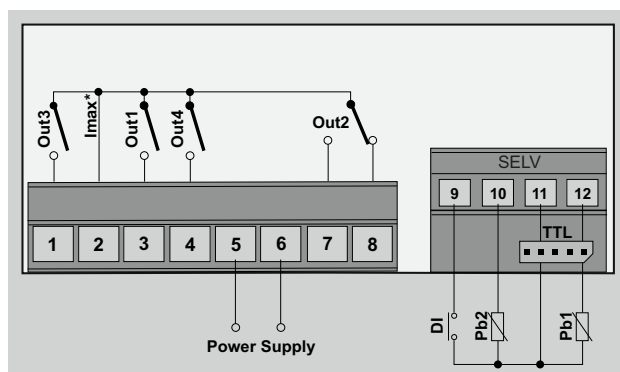 Out3
Imax*
Out1
Out4
Out2
SELV
9 10 11 12
TTL
1 2 3 4 5 6 7 8
DI
Pb2
Pb1
Power Supply